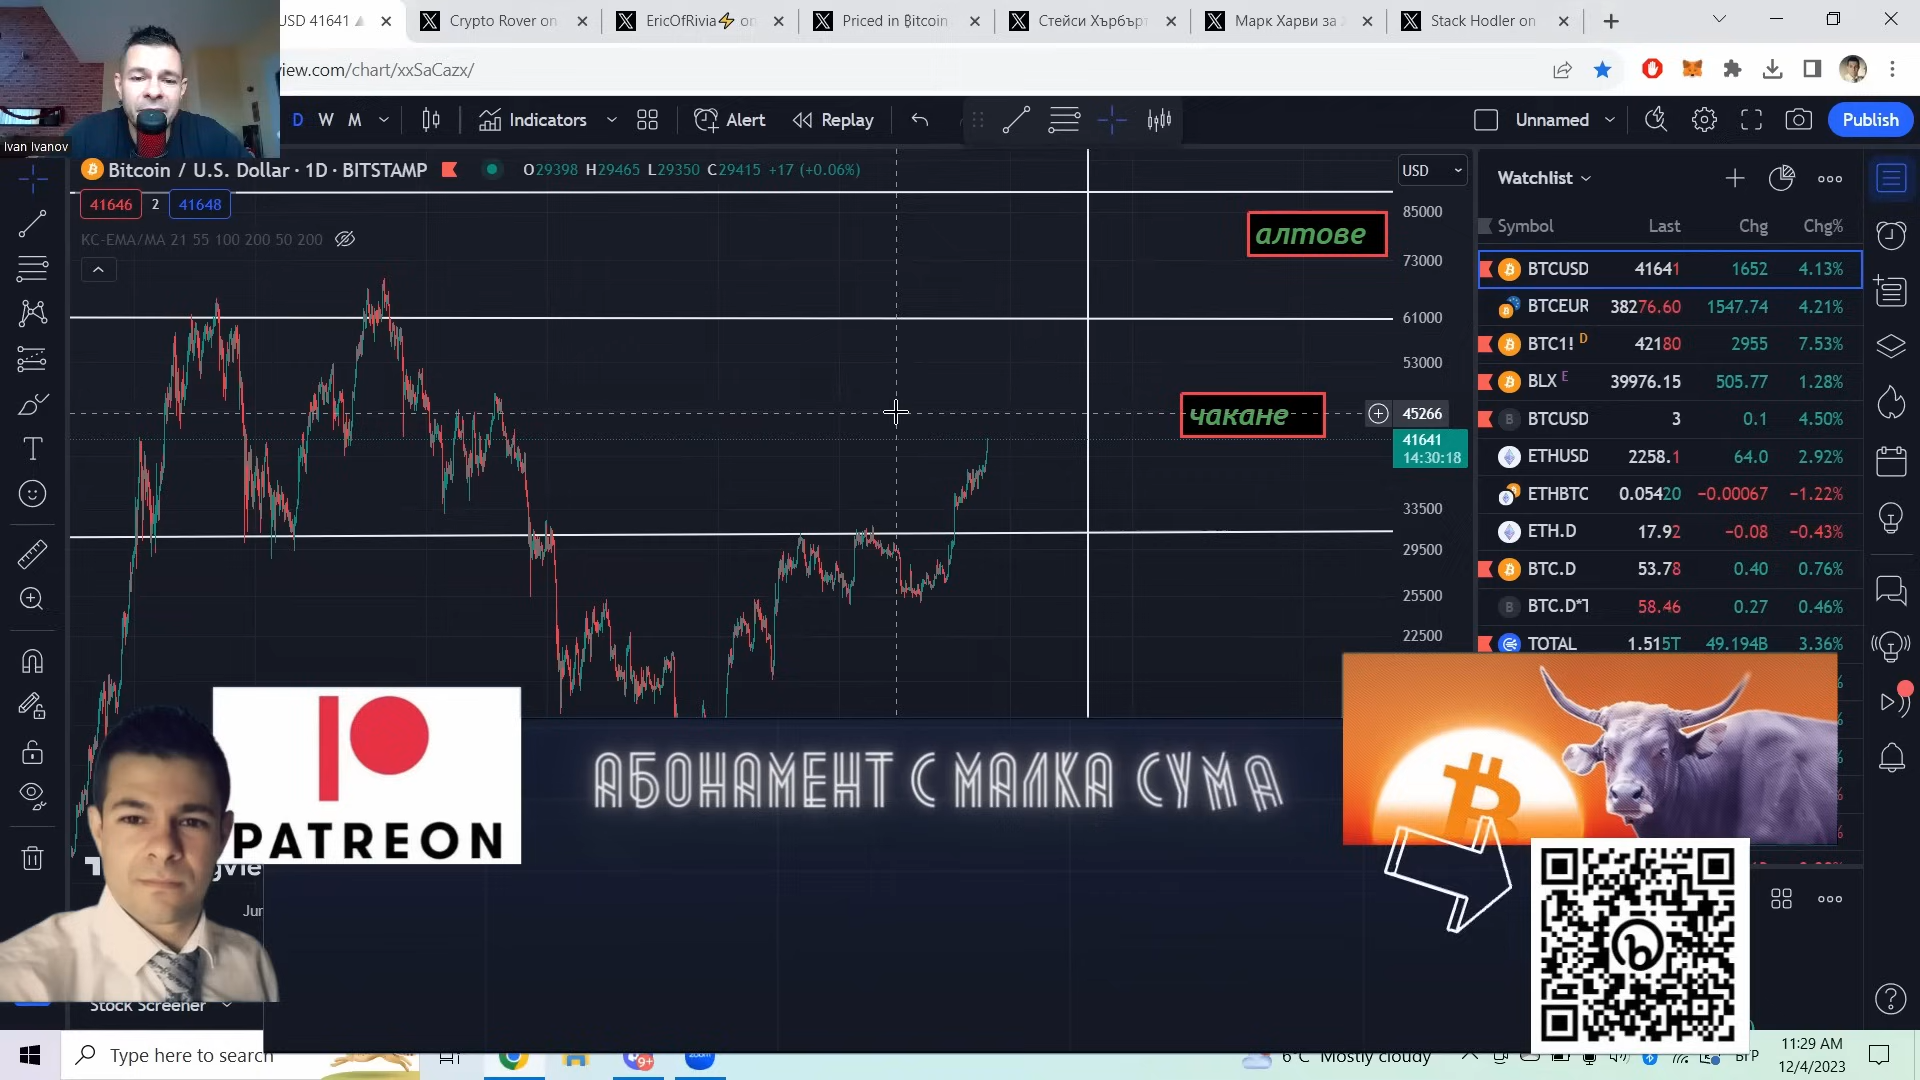 USD 41641
Crypto Rover on
EricOfRivia⚡ on
Priced in Bitcoin
Стейси Хърбърт
Марк Харви за
Stack Hodler on
view.com/chart/xxSaCazx/
Ivan Ivanov
D W M
Indicators
Alert
Replay
Unnamed
Publish
Bitcoin / U.S. Dollar · 1D · BITSTAMP
O29398 H29465 L29350 C29415 +17 (+0.06%)
41646 2 41648
KC-EMA/MA 21 55 100 200 50 200
USD
85000
73000
61000
53000
45266
41641
14:30:18
33500
29500
25500
22500
алтове
чакане
Watchlist
Symbol Last Chg Chg%
BTCUSD 41641 1652 4.13%
BTCEUR 38276.60 1547.74 4.21%
BTC1! D 42180 2955 7.53%
BLX E 39976.15 505.77 1.28%
BTCUSD 3 0.1 4.50%
ETHUSD 2258.1 64.0 2.92%
ETHBTC 0.05420 −0.00067 −1.22%
ETH.D 17.92 −0.08 −0.43%
BTC.D 53.78 0.40 0.76%
BTC.D*T 58.46 0.27 0.46%
TOTAL 1.515T 49.194B 3.36%
PATREON
АБОНАМЕНТ С МАЛКА СУМА
Jun
Stock Screener
Type here to search
6°C Mostly cloudy
БГР
11:29 AM
12/4/2023